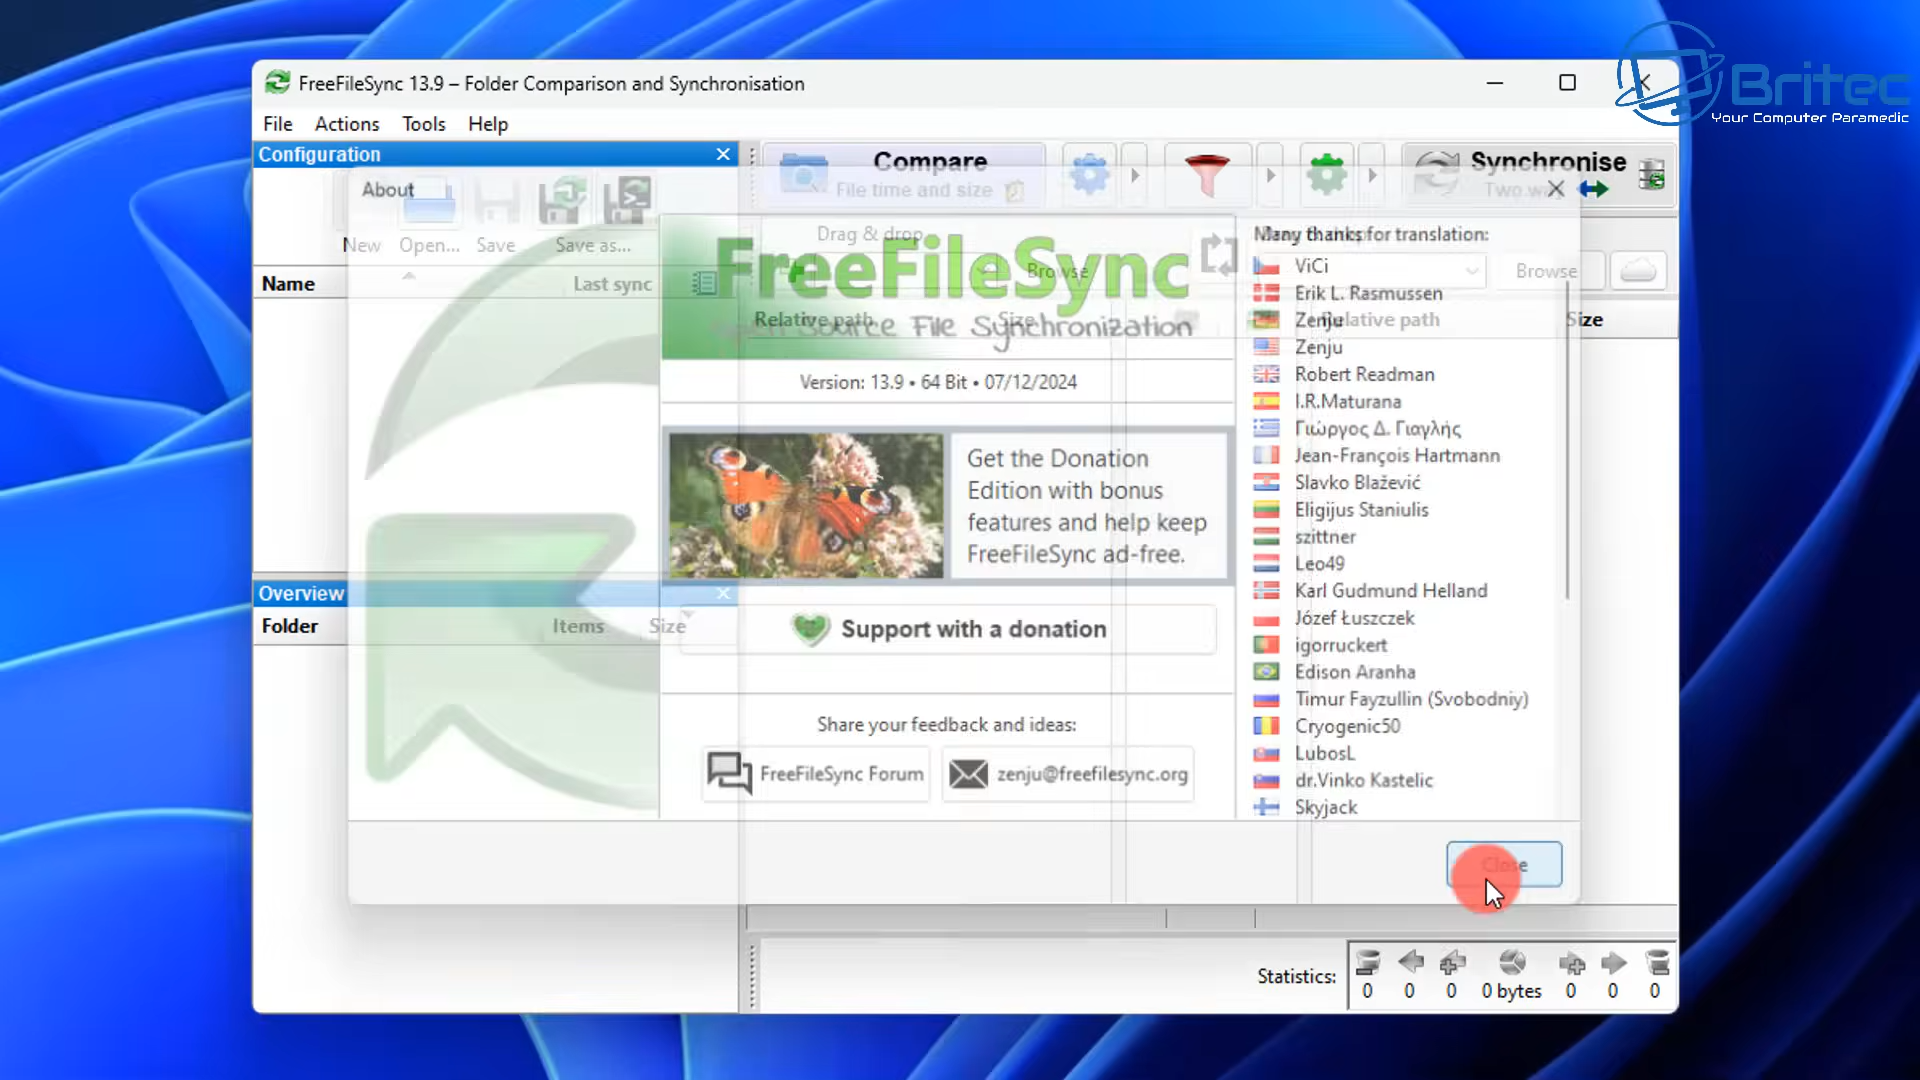 Britec
Your Computer Paramedic
FreeFileSync 13.9 – Folder Comparison and Synchronisation
File Actions Tools Help
Configuration
New Open... Save Save as...
Name Last sync
Overview
Folder Items Size
Compare
File time and size
Synchronise
Two way
Drag & drop
Browse
Drag & drop
Browse
Relative path Size
Relative path Size
About
FreeFileSync
Open Source File Synchronization
Version: 13.9 • 64 Bit • 07/12/2024
Get the Donation
Edition with bonus
features and help keep
FreeFileSync ad-free.
Support with a donation
Share your feedback and ideas:
FreeFileSync Forum
zenju@freefilesync.org
Many thanks for translation:
ViCi
Erik L. Rasmussen
Zenju
Zenju
Robert Readman
I.R.Maturana
Γιώργος Δ. Γιαγλής
Jean-François Hartmann
Slavko Blažević
Eligijus Staniulis
szittner
Leo49
Karl Gudmund Helland
Józef Łuszczek
igorruckert
Edison Aranha
Timur Fayzullin (Svobodniy)
Cryogenic50
LubosL
dr.Vinko Kastelic
Skyjack
Close
Statistics:
0 0 0 0 bytes 0 0 0